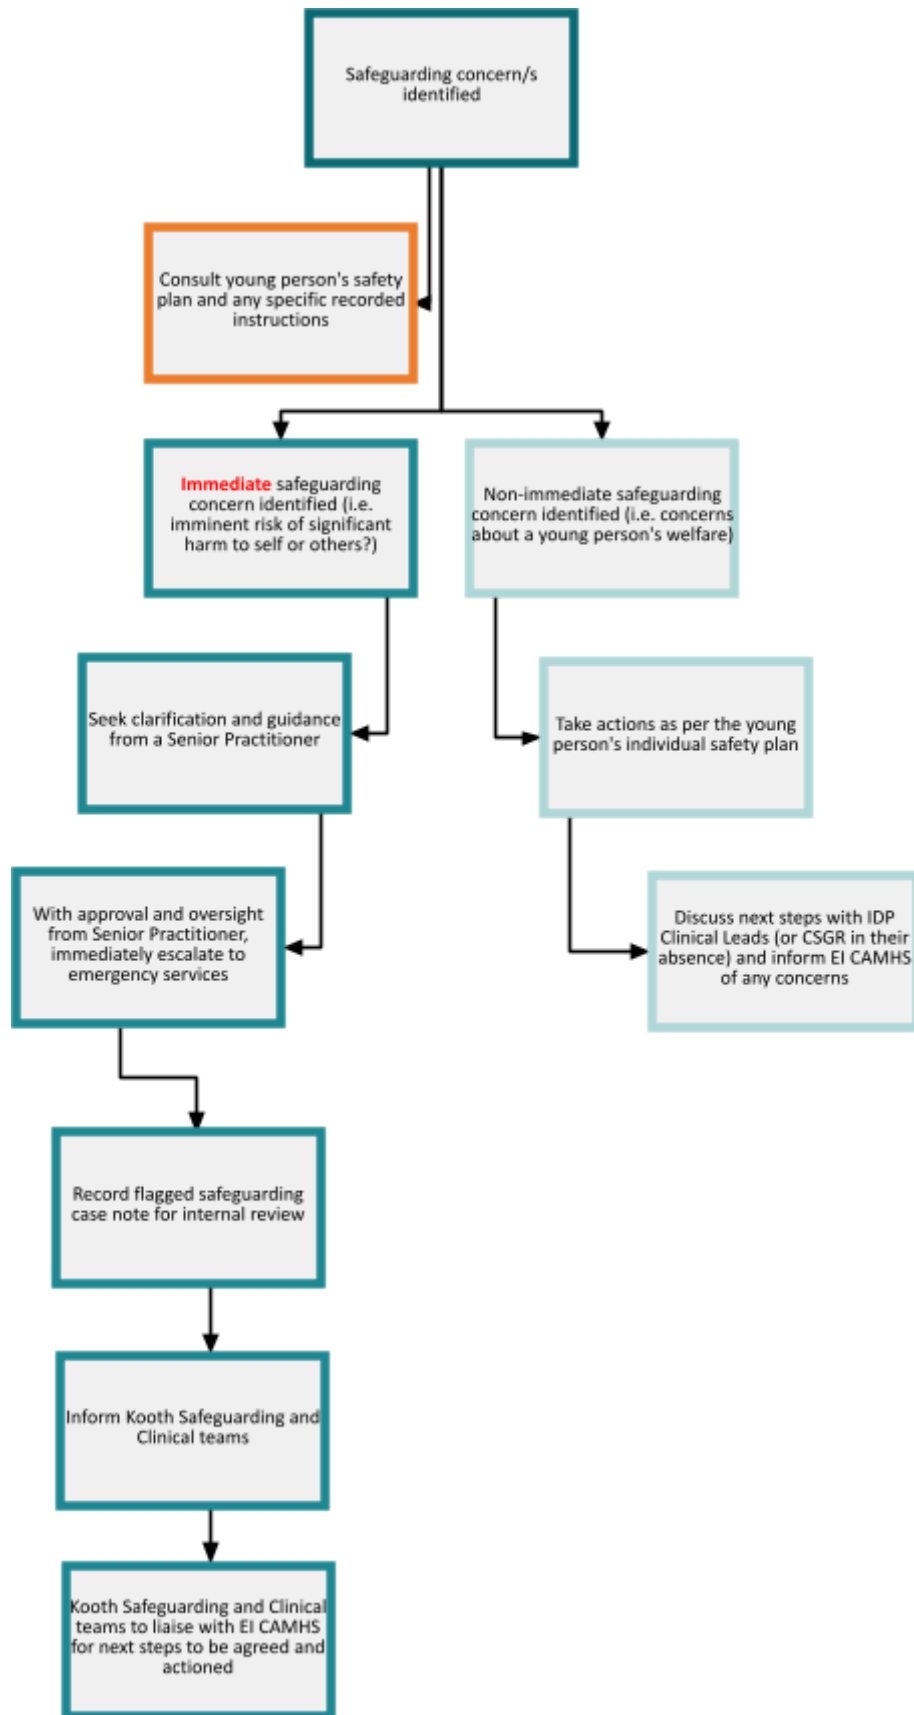 Safeguarding concern/s
identified
Consult young person's safety
plan and any specific recorded
instructions
Immediate safeguarding
concern identified (i.e.
imminent risk of significant
harm to self or others?)
Non-immediate safeguarding
concern identified (i.e. concerns
about a young person's welfare)
Seek clarification and guidance
from a Senior Practitioner
Take actions as per the young
person's individual safety plan
With approval and oversight
from Senior Practitioner,
immediately escalate to
emergency services
Discuss next steps with IDP
Clinical Leads (or CSGR in their
absence) and inform EI CAMHS
of any concerns
Record flagged safeguarding
case note for internal review
Inform Kooth Safeguarding and
Clinical teams
Kooth Safeguarding and Clinical
teams to liaise with EI CAMHS
for next steps to be agreed and
actioned